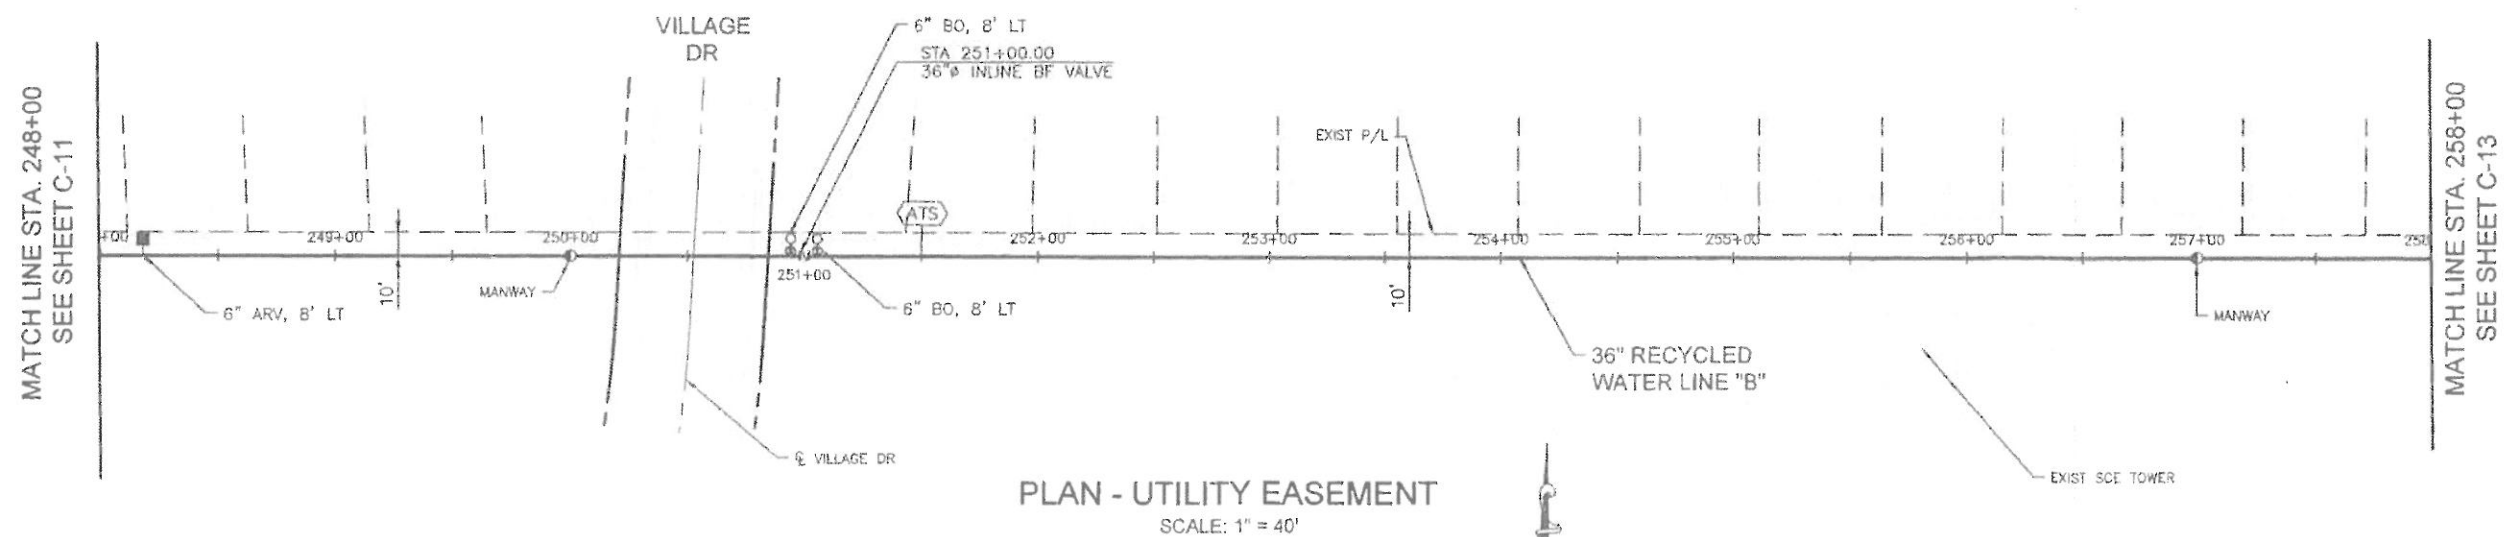 MATCH LINE STA. 248+00
SEE SHEET C-11
VILLAGE
DR
6" BO, 8' LT
STA 251+00.00
36"ø INLINE BF VALVE
EXIST P/L
ATS
+00
249+00
250+00
251+00
252+00
253+00
254+00
255+00
256+00
257+00
258
6" ARV, 8' LT
10'
MANWAY
6" BO, 8' LT
10'
36" RECYCLED
WATER LINE "B"
MANWAY
℄ VILLAGE DR
EXIST SCE TOWER
PLAN - UTILITY EASEMENT
SCALE: 1" = 40'
MATCH LINE STA. 258+00
SEE SHEET C-13